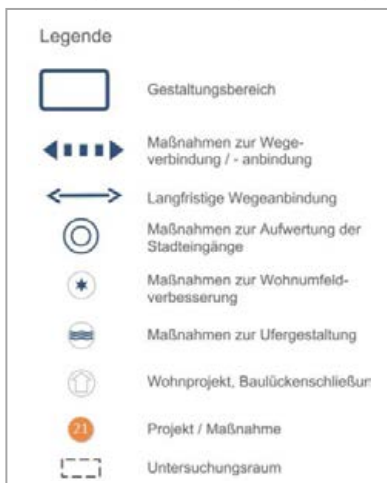 Legende
Gestaltungsbereich
Maßnahmen zur Wege-
verbindung / - anbindung
Langfristige Wegeanbindung
Maßnahmen zur Aufwertung der
Stadteingänge
Maßnahmen zur Wohnumfeld-
verbesserung
Maßnahmen zur Ufergestaltung
Wohnprojekt, Baulückenschließur
21 Projekt / Maßnahme
Untersuchungsraum